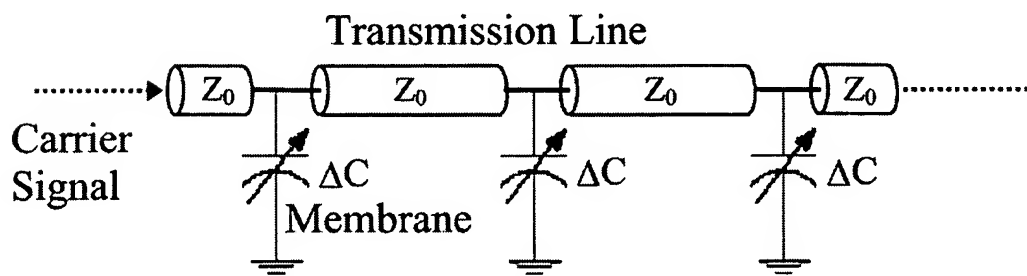 Transmission Line
Z0 Z0 Z0 Z0
Carrier
Signal
ΔC ΔC ΔC
Membrane